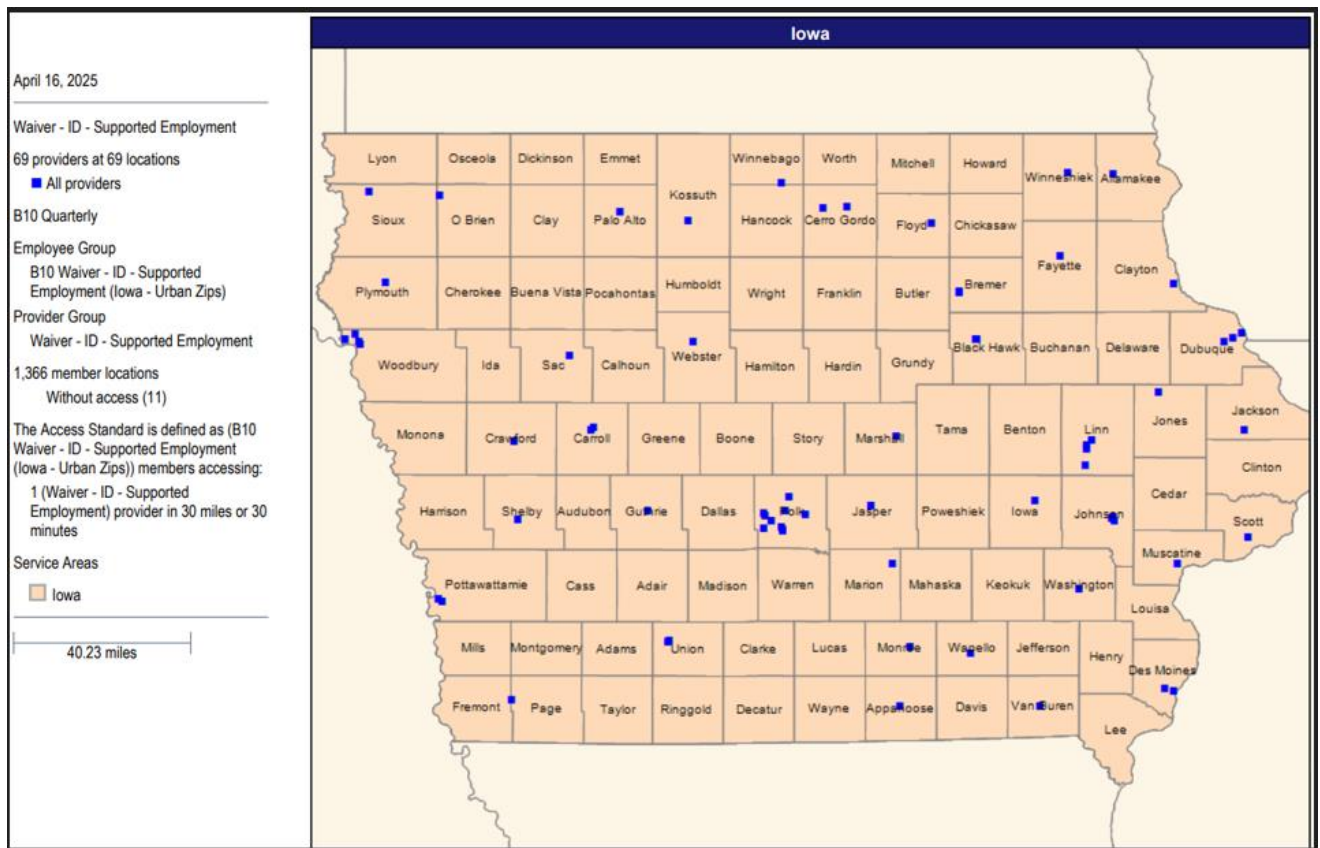 Iowa
April 16, 2025
Waiver - ID - Supported Employment
69 providers at 69 locations
All providers
B10 Quarterly
Employee Group
B10 Waiver - ID - Supported
Employment (Iowa - Urban Zips)
Provider Group
Waiver - ID - Supported Employment
1,366 member locations
Without access (11)
The Access Standard is defined as (B10
Waiver - ID - Supported Employment
(Iowa - Urban Zips)) members accessing:
1 (Waiver - ID - Supported
Employment) provider in 30 miles or 30
minutes
Service Areas
Iowa
40.23 miles
Lyon Osceola Dickinson Emmet Winnebago Worth Mitchell Howard
Winneshiek Allamakee
Kossuth
Sioux O Brien Clay Palo Alto Hancock Cerro Gordo Floyd Chickasaw
Fayette Clayton
Plymouth Cherokee Buena Vista Pocahontas Humboldt Wright Franklin Butler Bremer
Woodbury Ida Sac Calhoun Webster Hamilton Hardin Grundy Black Hawk Buchanan Delaware Dubuque
Monona Crawford Carroll Greene Boone Story Marshall Tama Benton Linn Jones Jackson
Clinton
Harrison Shelby Audubon Guthrie Dallas Polk Jasper Poweshiek Iowa Johnson Cedar Scott
Muscatine
Pottawattamie Cass Adair Madison Warren Marion Mahaska Keokuk Washington
Louisa
Mills Montgomery Adams Union Clarke Lucas Monroe Wapello Jefferson Henry Des Moines
Fremont Page Taylor Ringgold Decatur Wayne Appanoose Davis Van Buren
Lee